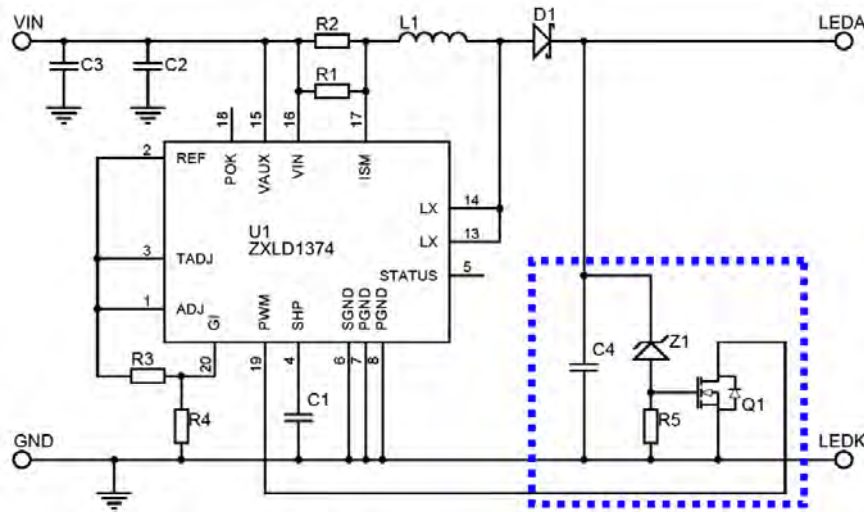 VIN
R2
L1
D1
LEDA
C3
C2
R1
18
15
16
17
2
REF
POK
VAUX
VIN
ISM
LX
14
U1
ZXLD1374
LX
13
3
TADJ
STATUS
5
1
ADJ
GI
PWM
SHP
SGND
PGND
PGND
20
19
4
6
7
8
R3
R4
C1
C4
Z1
R5
Q1
GND
LEDK